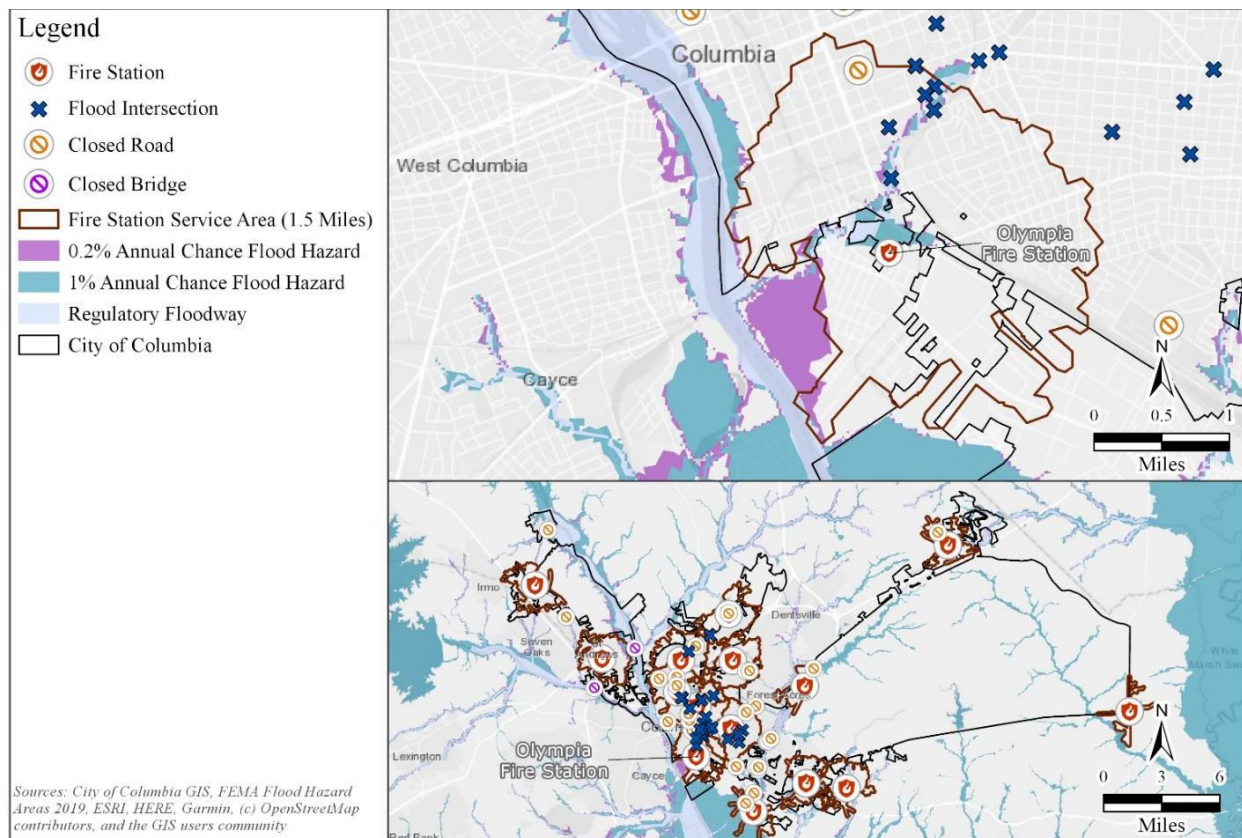 Legend
Fire Station
Flood Intersection
Closed Road
Closed Bridge
Fire Station Service Area (1.5 Miles)
0.2% Annual Chance Flood Hazard
1% Annual Chance Flood Hazard
Regulatory Floodway
City of Columbia
Sources: City of Columbia GIS, FEMA Flood Hazard
Areas 2019, ESRI, HERE, Garmin, (c) OpenStreetMap
contributors, and the GIS users community
Columbia
West Columbia
Olympia
Fire Station
Cayce
N
0 0.5 1
Miles
Irmo
Dentsville
Seven
Oaks
Forest Acres
White
Lexington
Olympia
Fire Station
Cayce
N
0 3 6
Miles